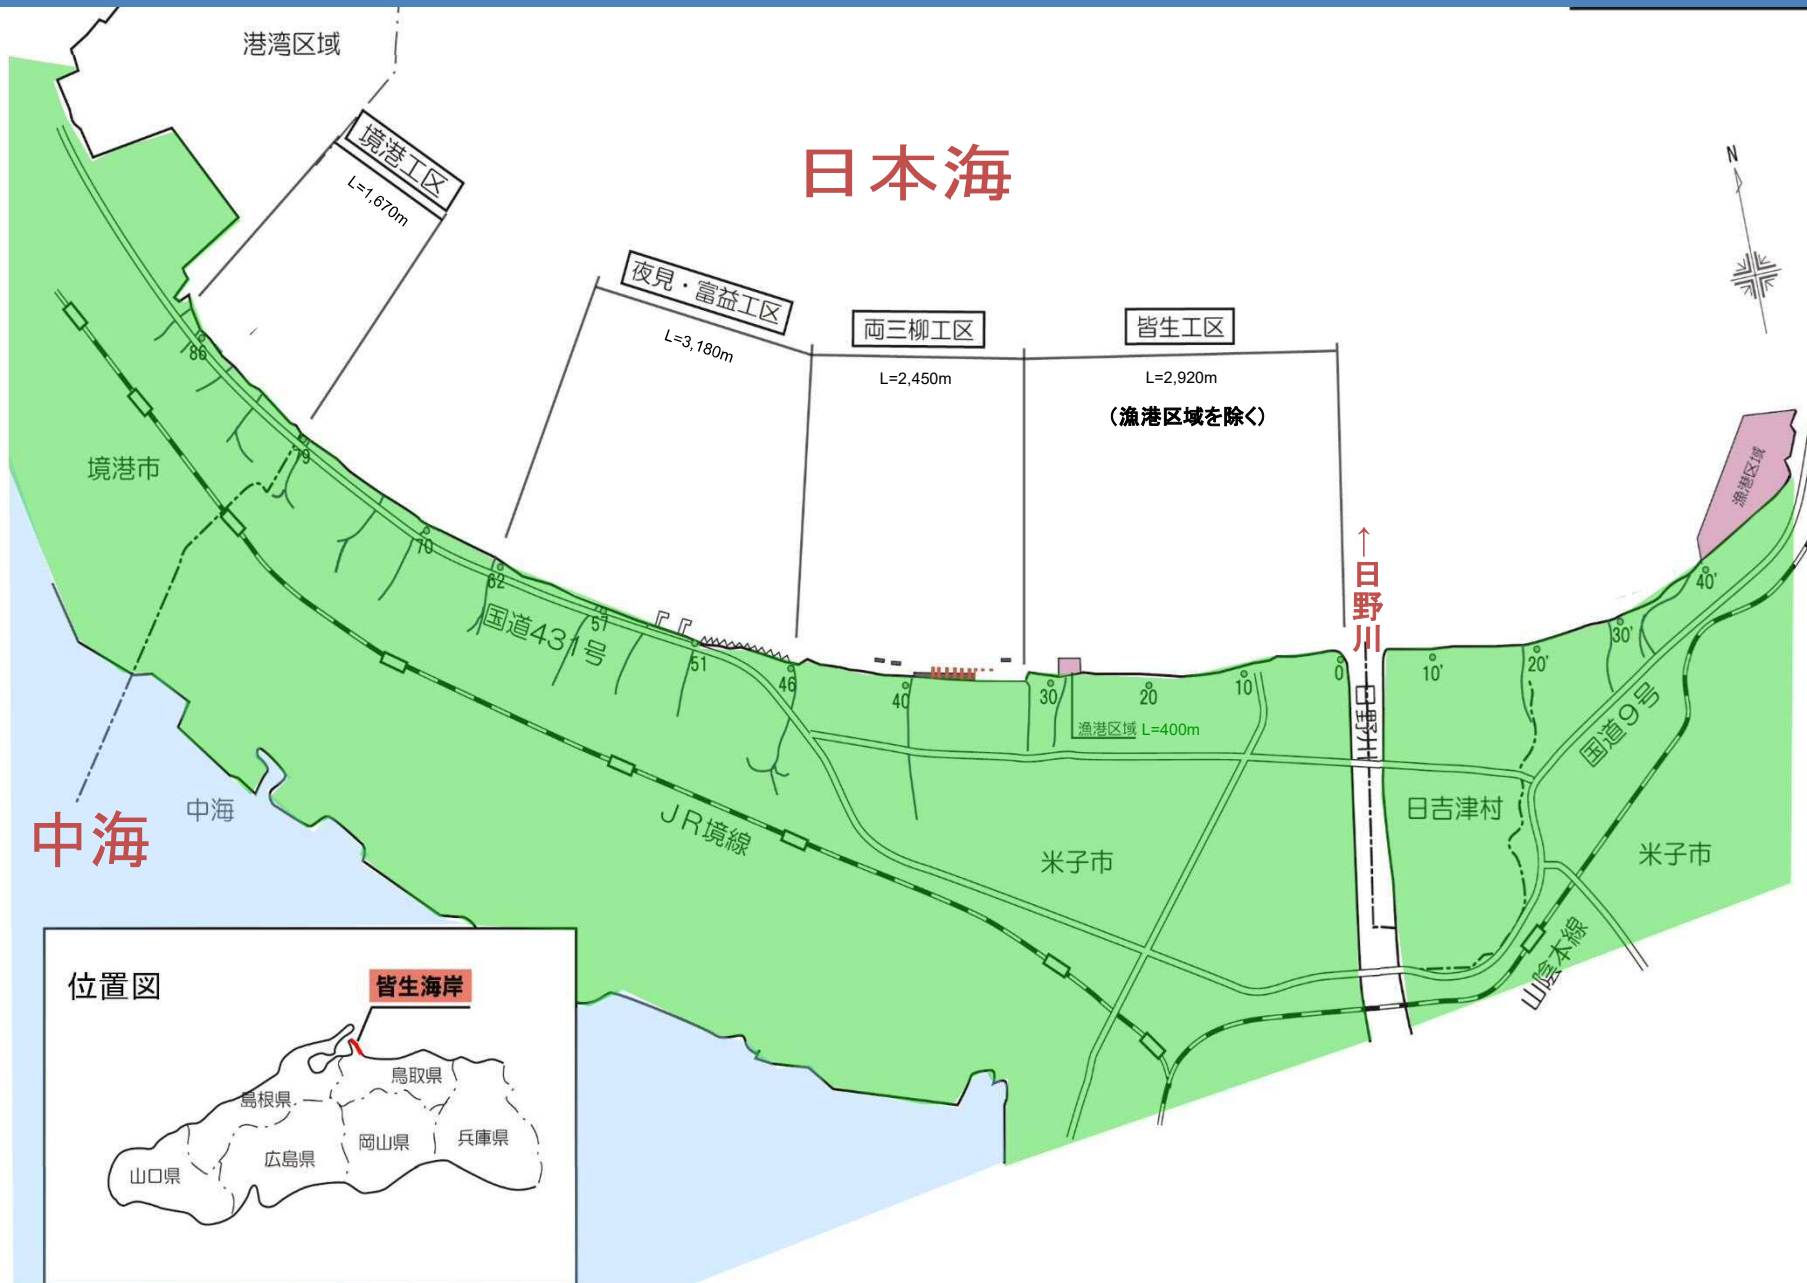 港湾区域
境港工区
L=1,670m
日本海
N
夜見・富益工区
L=3,180m
両三柳工区
L=2,450m
皆生工区
L=2,920m
(漁港区域を除く)
漁港区域
86
79
70
62
57
51
46
40
30
20
10
0
10'
20'
30'
40'
境港市
国道431号
↑日野川
日野川
漁港区域 L=400m
国道9号
日吉津村
米子市
米子市
JR境線
山陰本線
中海
中海
位置図
皆生海岸
鳥取県
島根県
岡山県
兵庫県
広島県
山口県